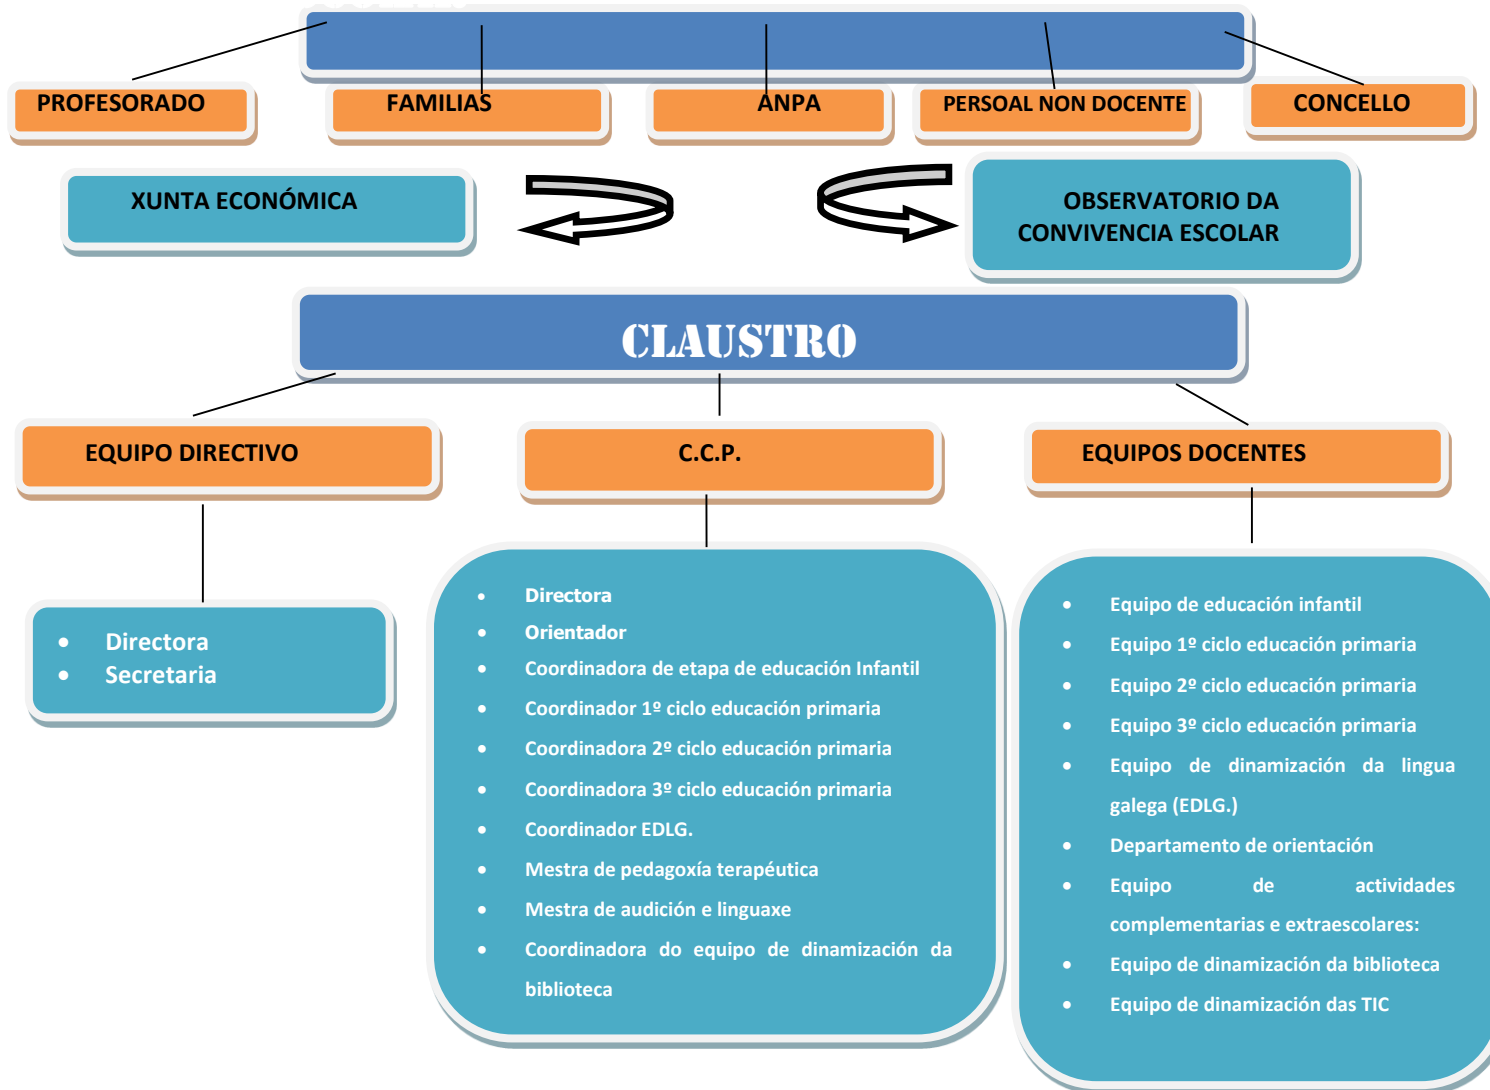 PROFESORADO
FAMILIAS
ANPA
PERSOAL NON DOCENTE
CONCELLO
XUNTA ECONÓMICA
OBSERVATORIO DA
CONVIVENCIA ESCOLAR
CLAUSTRO
EQUIPO DIRECTIVO
C.C.P.
EQUIPOS DOCENTES
• Directora
• Secretaria
• Directora
• Orientador
• Coordinadora de etapa de educación Infantil
• Coordinador 1º ciclo educación primaria
• Coordinadora 2º ciclo educación primaria
• Coordinadora 3º ciclo educación primaria
• Coordinador EDLG.
• Mestra de pedagoxía terapéutica
• Mestra de audición e linguaxe
• Coordinadora do equipo de dinamización da
biblioteca
• Equipo de educación infantil
• Equipo 1º ciclo educación primaria
• Equipo 2º ciclo educación primaria
• Equipo 3º ciclo educación primaria
• Equipo de dinamización da lingua
galega (EDLG.)
• Departamento de orientación
• Equipo de actividades
complementarias e extraescolares:
• Equipo de dinamización da biblioteca
• Equipo de dinamización das TIC